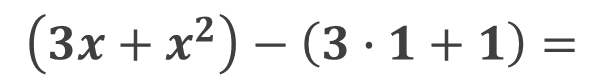 (3x + x²) − (3 · 1 + 1) =